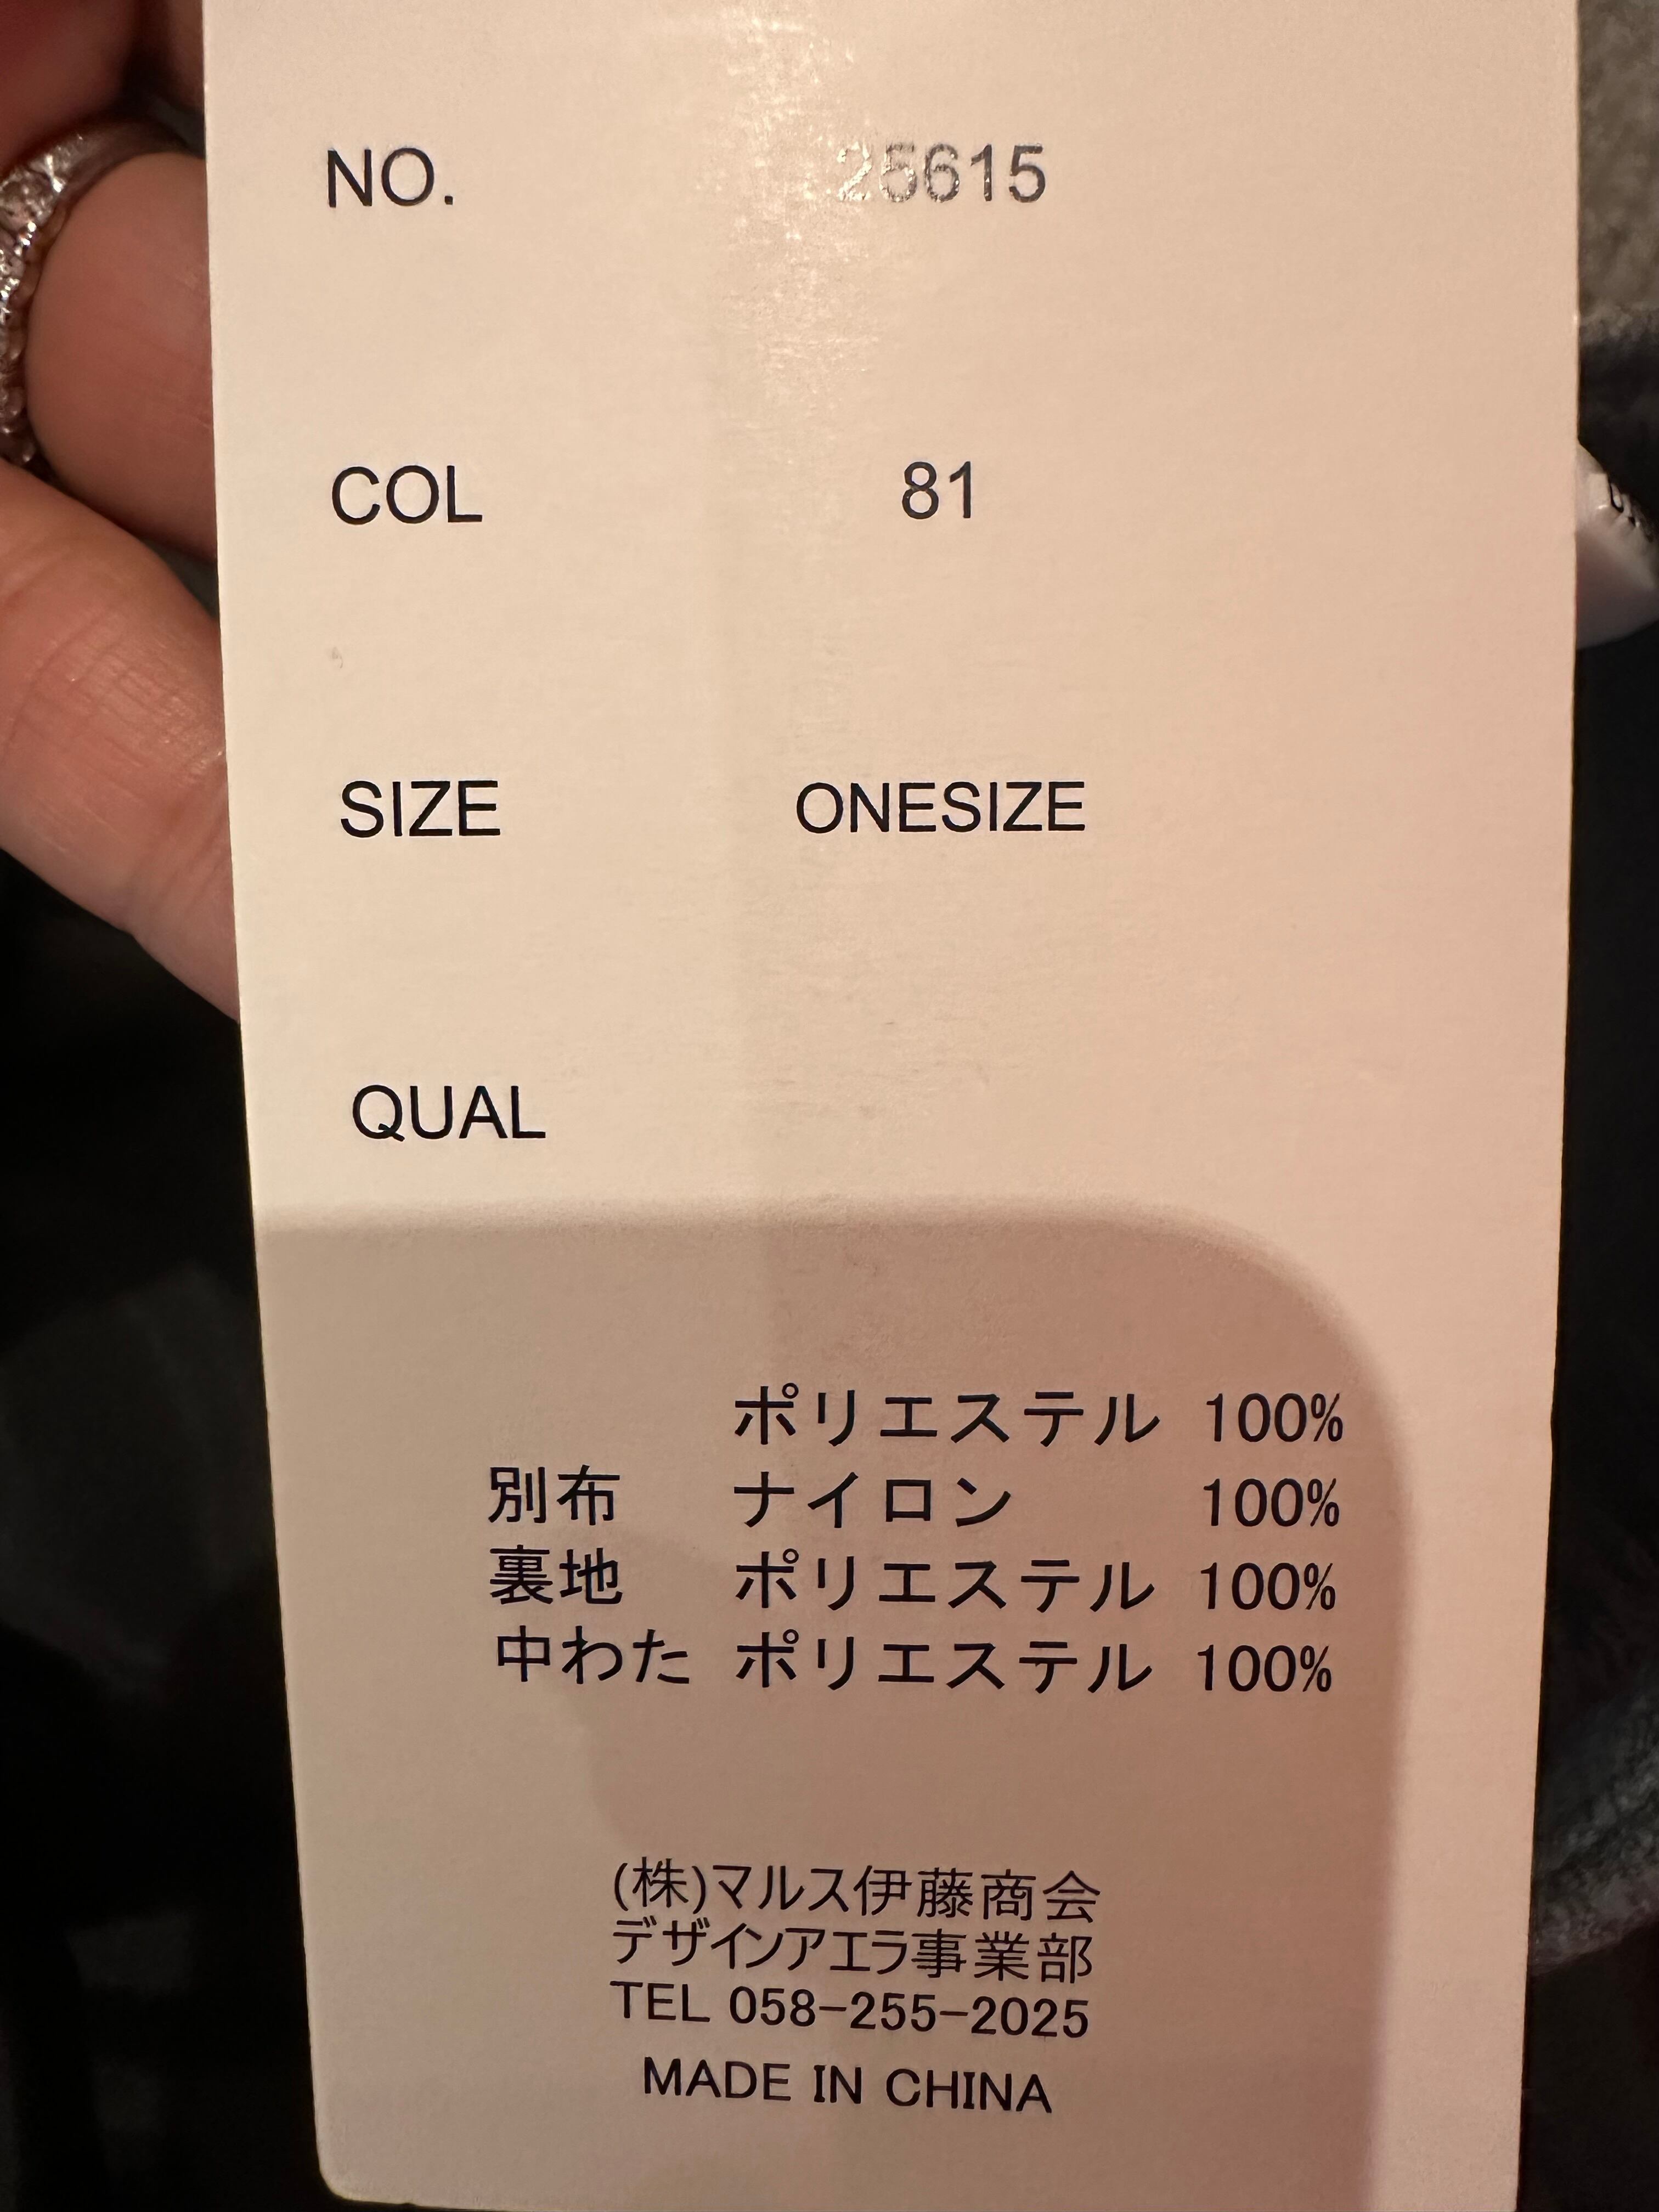 NO. 25615
COL 81
SIZE ONESIZE
QUAL
ポリエステル 100%
別布 ナイロン 100%
裏地 ポリエステル 100%
中わた ポリエステル 100%
(株)マルス伊藤商会
デザインアエラ事業部
TEL 058-255-2025
MADE IN CHINA